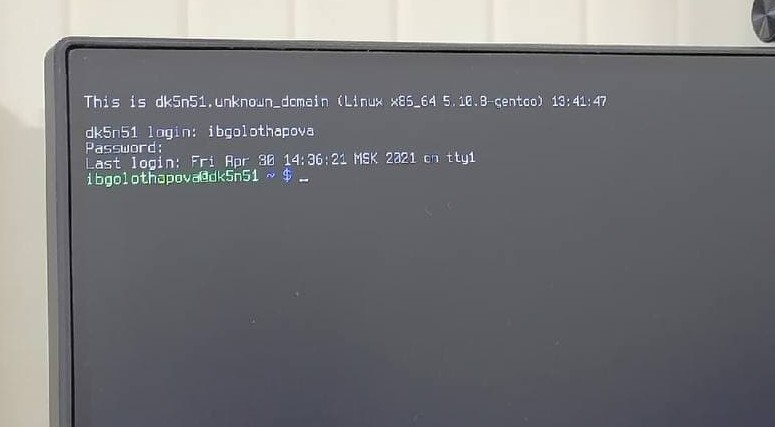 This is dk5n51.unknown_domain (Linux x86_64 5.10.8-gentoo) 13:41:47
dk5n51 login: ibgolothapova
Password:
Last login: Fri Apr 30 14:36:21 MSK 2021 on tty1
ibgolothapova@dk5n51 ~ $ _